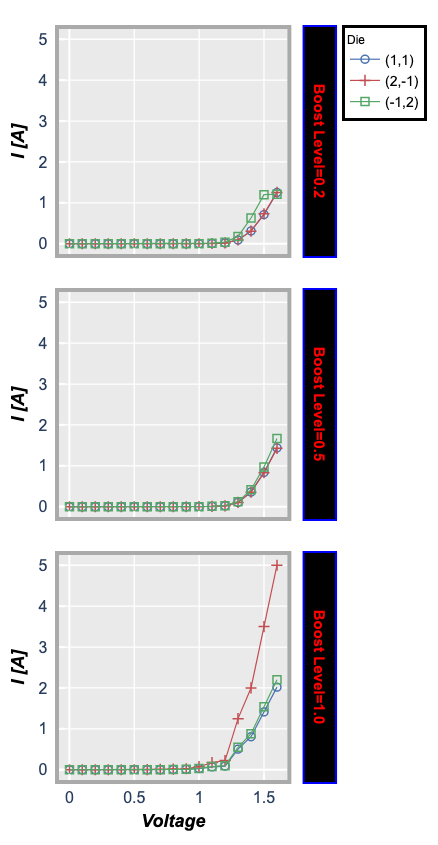 5
4
3
2
1
0
I [A]
Boost Level=0.2
Die
(1,1)
(2,-1)
(-1,2)
5
4
3
2
1
0
I [A]
Boost Level=0.5
5
4
3
2
1
0
I [A]
Boost Level=1.0
0 0.5 1 1.5
Voltage